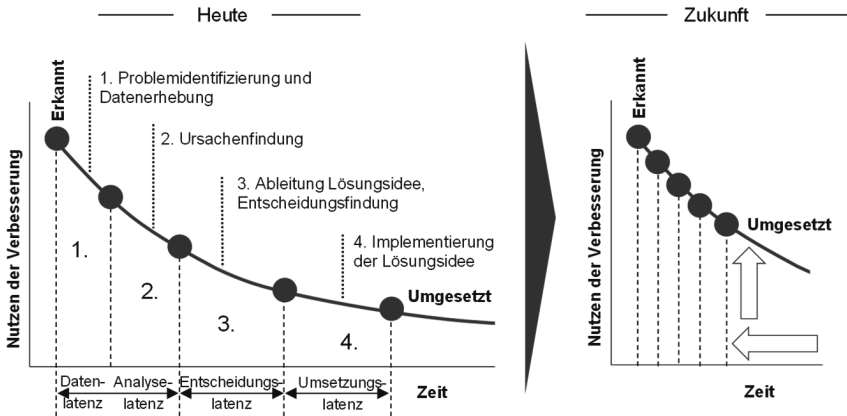 Heute
Zukunft
Nutzen der Verbesserung
Erkannt
1. Problemidentifizierung und
Datenerhebung
2. Ursachenfindung
3. Ableitung Lösungsidee,
Entscheidungsfindung
4. Implementierung
der Lösungsidee
Umgesetzt
1.
2.
3.
4.
Daten-
latenz
Analyse-
latenz
Entscheidungs-
latenz
Umsetzungs-
latenz
Zeit
Nutzen der Verbesserung
Erkannt
Umgesetzt
Zeit